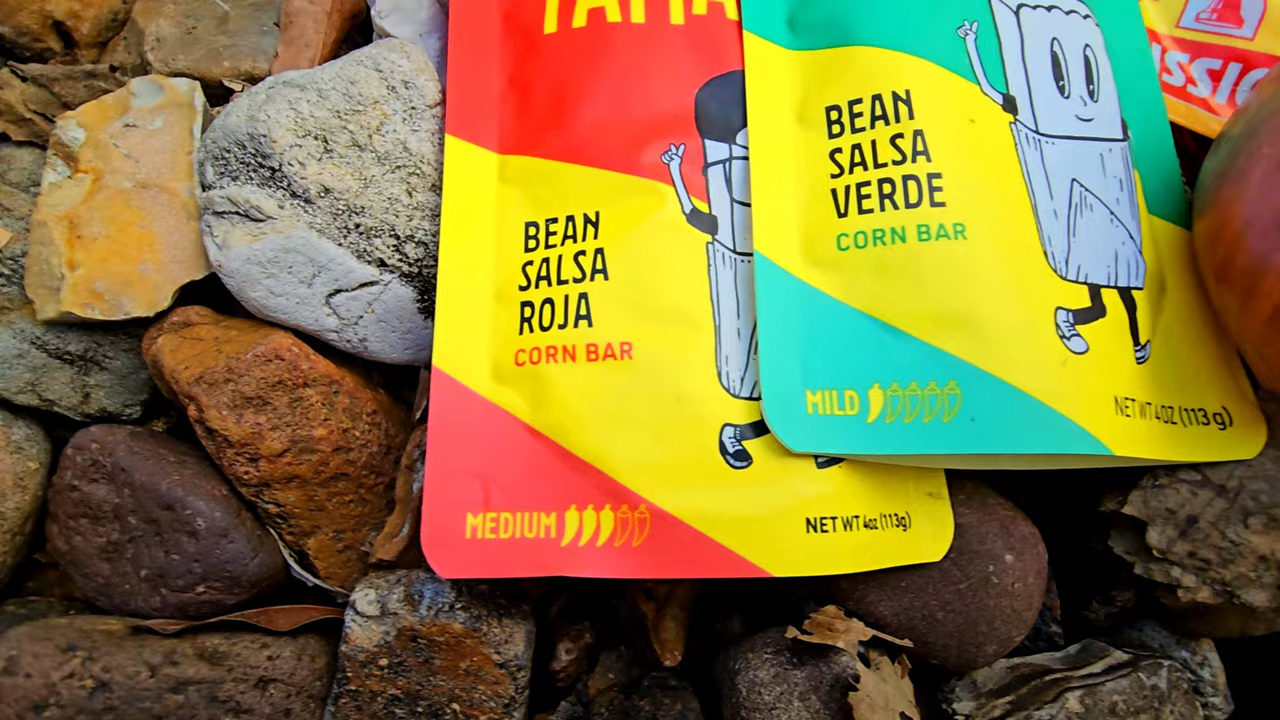 BEAN
SALSA
ROJA
CORN BAR
MEDIUM
NET WT 4oz (113g)
BEAN
SALSA
VERDE
CORN BAR
MILD
NET WT 4OZ (113 g)